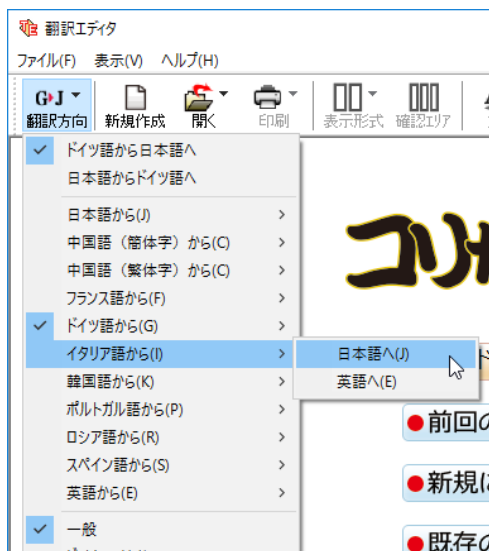 翻訳エディタ
ファイル(F) 表示(V) ヘルプ(H)
G▸J
翻訳方向 新規作成 開く 印刷 表示形式 確認エリア
ドイツ語から日本語へ
日本語からドイツ語へ
日本語から(J)
中国語（簡体字）から(C)
中国語（繁体字）から(C)
フランス語から(F)
ドイツ語から(G)
イタリア語から(I)
日本語へ(J)
英語へ(E)
韓国語から(K)
ポルトガル語から(P)
ロシア語から(R)
スペイン語から(S)
英語から(E)
一般
コリ
●前回の
●新規に
●既存の